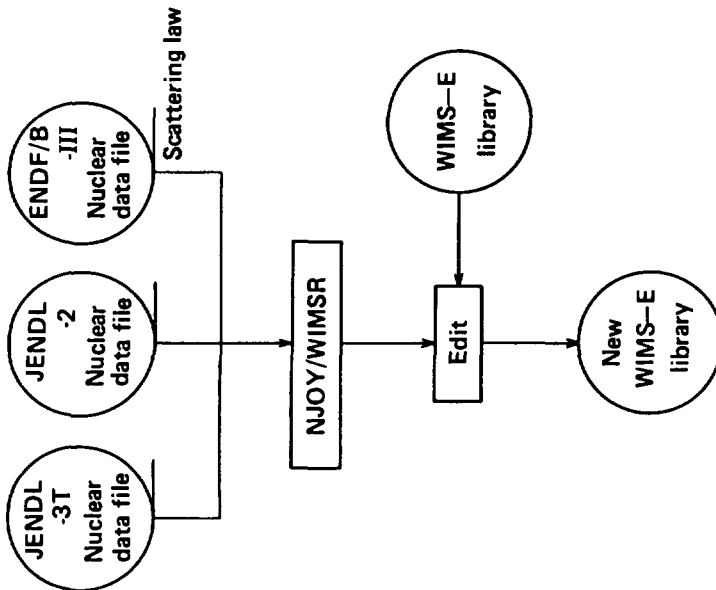 JENDL
-3T
Nuclear
data file
JENDL
-2
Nuclear
data file
ENDF/B
-III
Nuclear
data file
Scattering law
NJOY/WIMSR
WIMS—E
library
Edit
New
WIMS—E
library